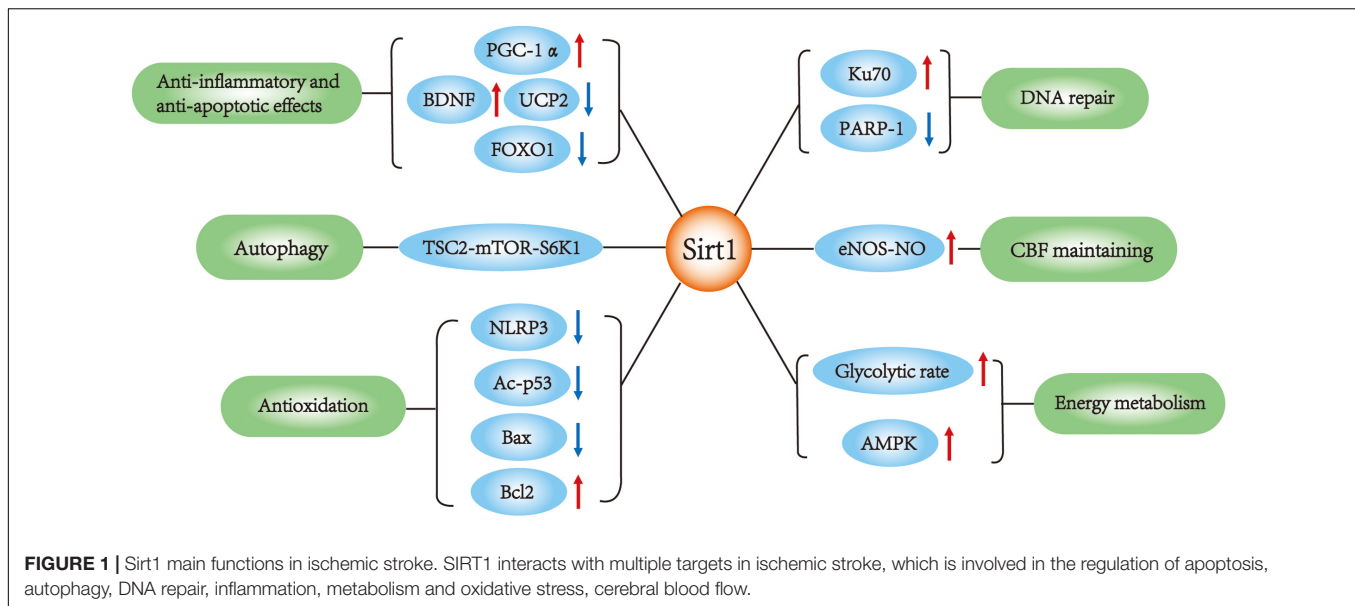 Anti-inflammatory and
anti-apoptotic effects
PGC-1 α
BDNF
UCP2
FOXO1
Ku70
PARP-1
DNA repair
Autophagy
TSC2-mTOR-S6K1
Sirt1
eNOS-NO
CBF maintaining
Antioxidation
NLRP3
Ac-p53
Bax
Bcl2
Glycolytic rate
AMPK
Energy metabolism
FIGURE 1 | Sirt1 main functions in ischemic stroke. SIRT1 interacts with multiple targets in ischemic stroke, which is involved in the regulation of apoptosis,
autophagy, DNA repair, inflammation, metabolism and oxidative stress, cerebral blood flow.